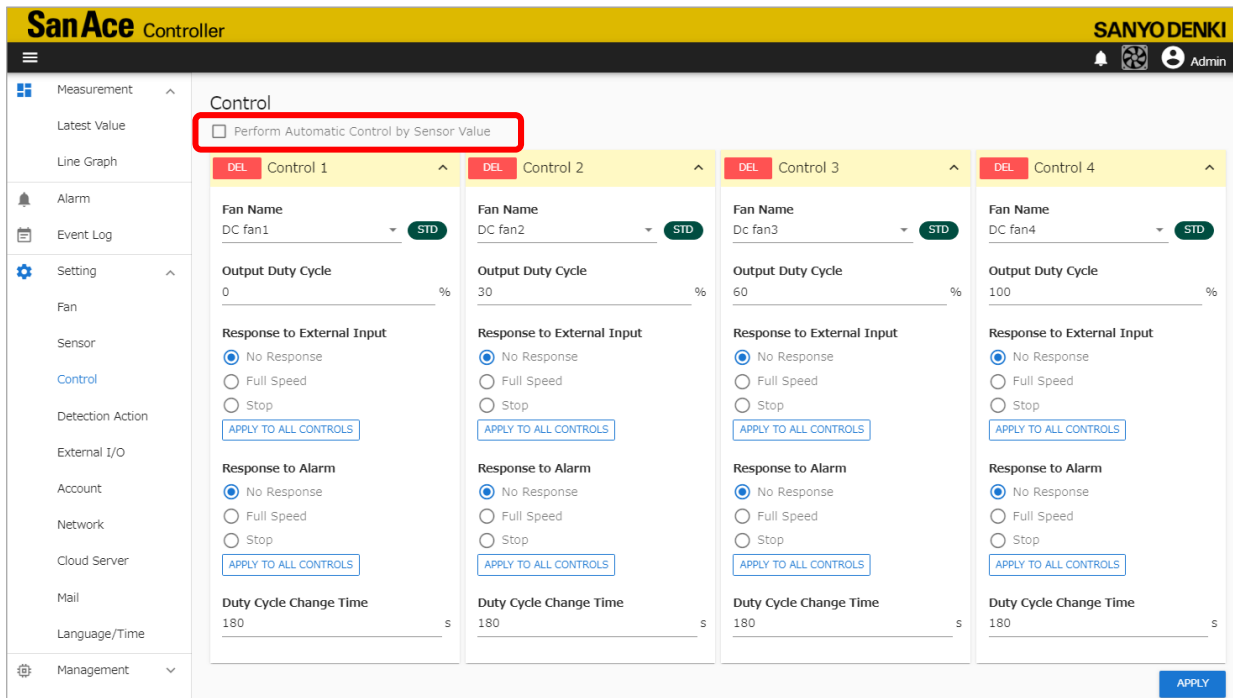 San Ace Controller
SANYO DENKI
Admin
Measurement
Latest Value
Line Graph
Alarm
Event Log
Setting
Fan
Sensor
Control
Detection Action
External I/O
Account
Network
Cloud Server
Mail
Language/Time
Management
Control
Perform Automatic Control by Sensor Value
DEL Control 1
Fan Name
DC fan1 STD
Output Duty Cycle
0 %
Response to External Input
No Response
Full Speed
Stop
APPLY TO ALL CONTROLS
Response to Alarm
No Response
Full Speed
Stop
APPLY TO ALL CONTROLS
Duty Cycle Change Time
180 s
DEL Control 2
Fan Name
DC fan2 STD
Output Duty Cycle
30 %
Response to External Input
No Response
Full Speed
Stop
APPLY TO ALL CONTROLS
Response to Alarm
No Response
Full Speed
Stop
APPLY TO ALL CONTROLS
Duty Cycle Change Time
180 s
DEL Control 3
Fan Name
Dc fan3 STD
Output Duty Cycle
60 %
Response to External Input
No Response
Full Speed
Stop
APPLY TO ALL CONTROLS
Response to Alarm
No Response
Full Speed
Stop
APPLY TO ALL CONTROLS
Duty Cycle Change Time
180 s
DEL Control 4
Fan Name
DC fan4 STD
Output Duty Cycle
100 %
Response to External Input
No Response
Full Speed
Stop
APPLY TO ALL CONTROLS
Response to Alarm
No Response
Full Speed
Stop
APPLY TO ALL CONTROLS
Duty Cycle Change Time
180 s
APPLY